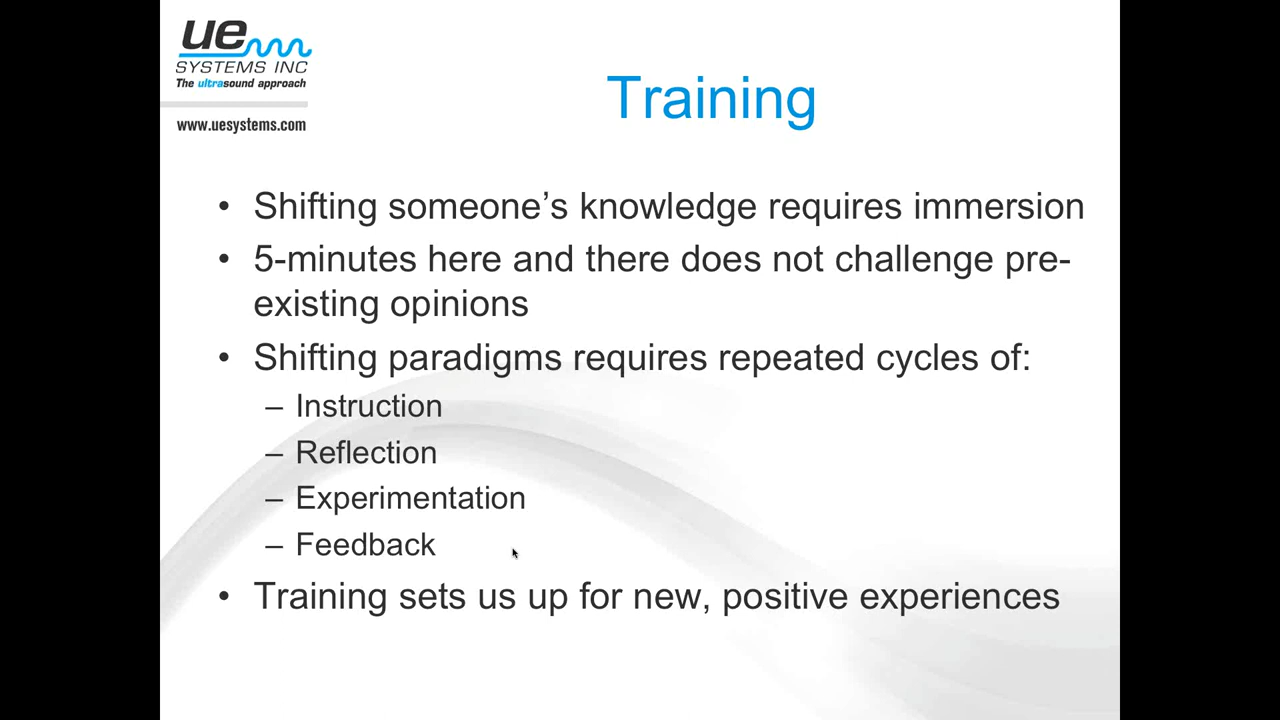 ue
SYSTEMS INC
The ultrasound approach
www.uesystems.com
Training
• Shifting someone’s knowledge requires immersion
• 5-minutes here and there does not challenge pre-
existing opinions
• Shifting paradigms requires repeated cycles of:
– Instruction
– Reflection
– Experimentation
– Feedback
• Training sets us up for new, positive experiences